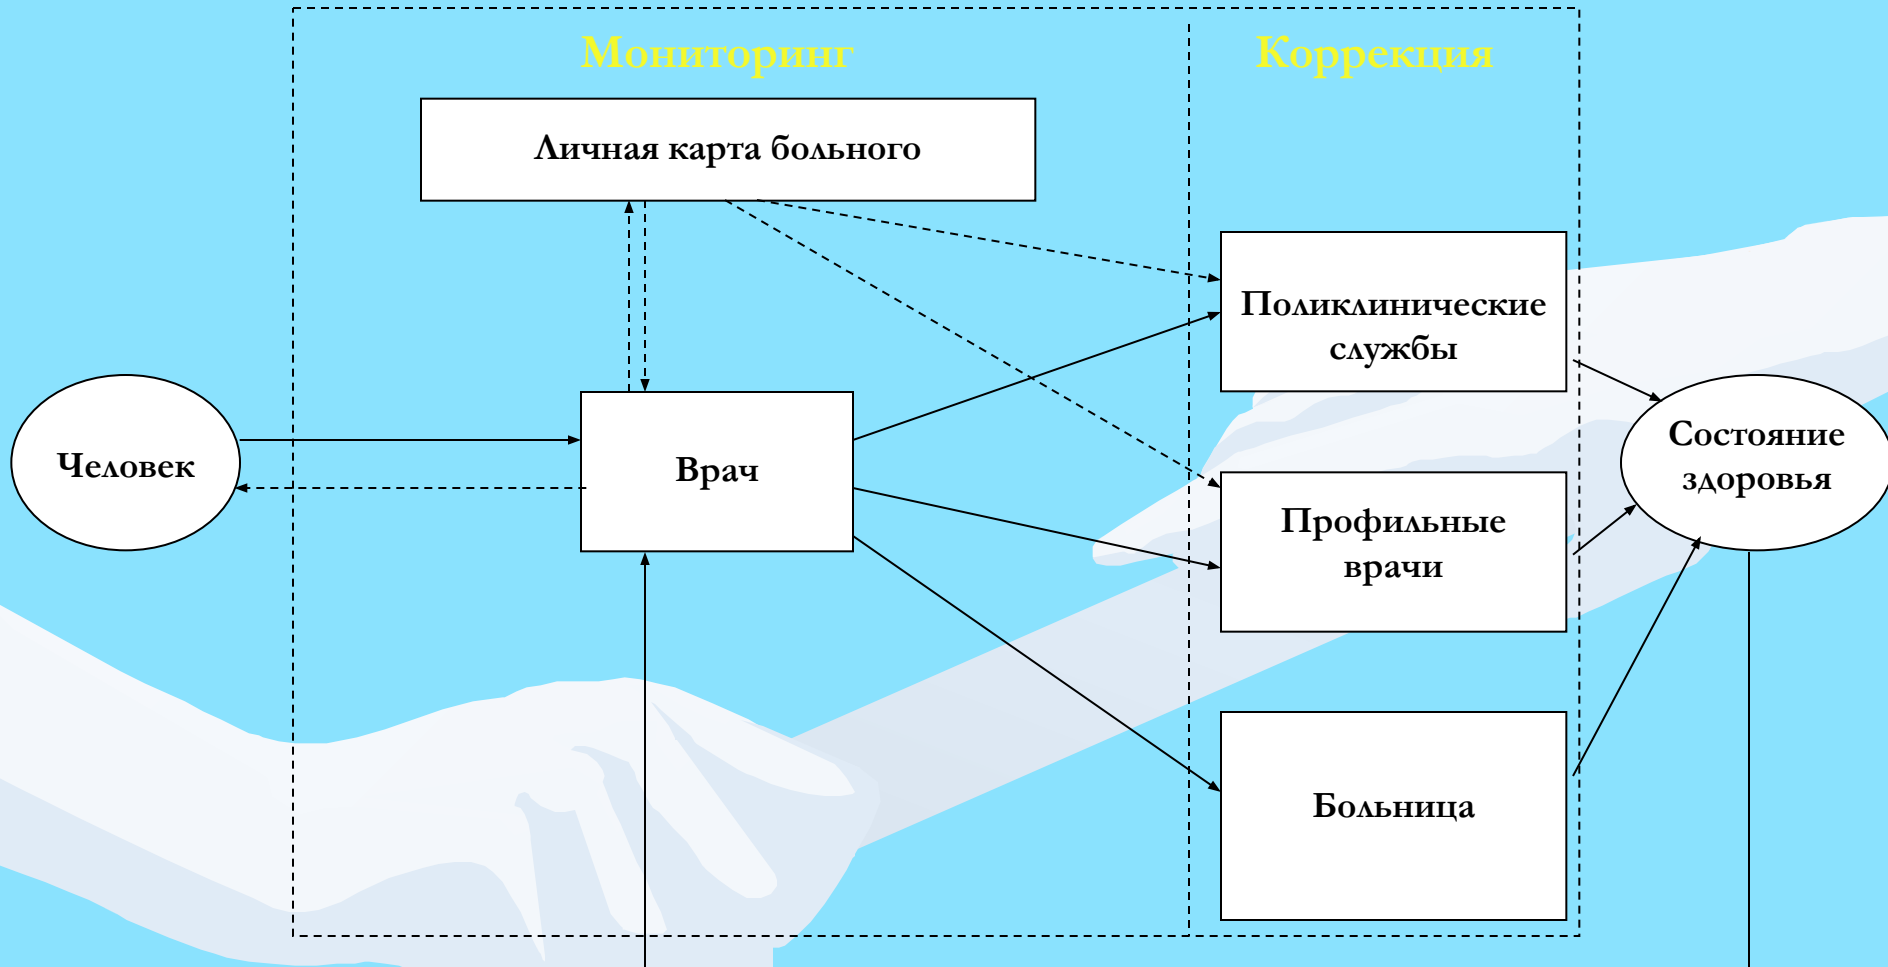 Мониторинг
Коррекция
Личная карта больного
Поликлинические
службы
Человек
Врач
Состояние
здоровья
Профильные
врачи
Больница